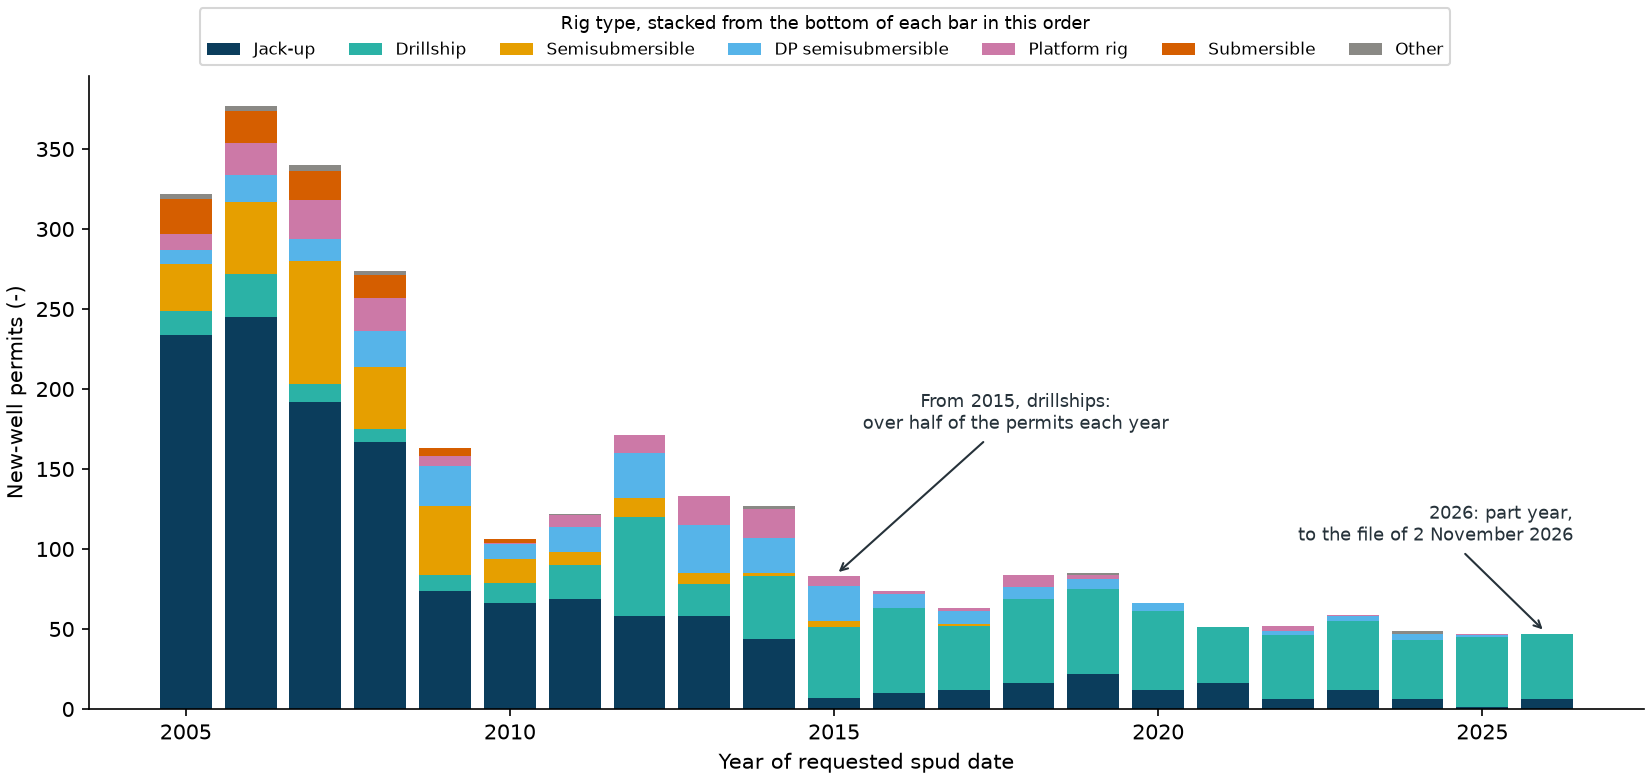 Rig type, stacked from the bottom of each bar in this order
Jack-up Drillship Semisubmersible DP semisubmersible Platform rig Submersible Other
New-well permits (-)
350
300
250
200
150
100
50
0
From 2015, drillships:
over half of the permits each year
2026: part year,
to the file of 2 November 2026
2005 2010 2015 2020 2025
Year of requested spud date